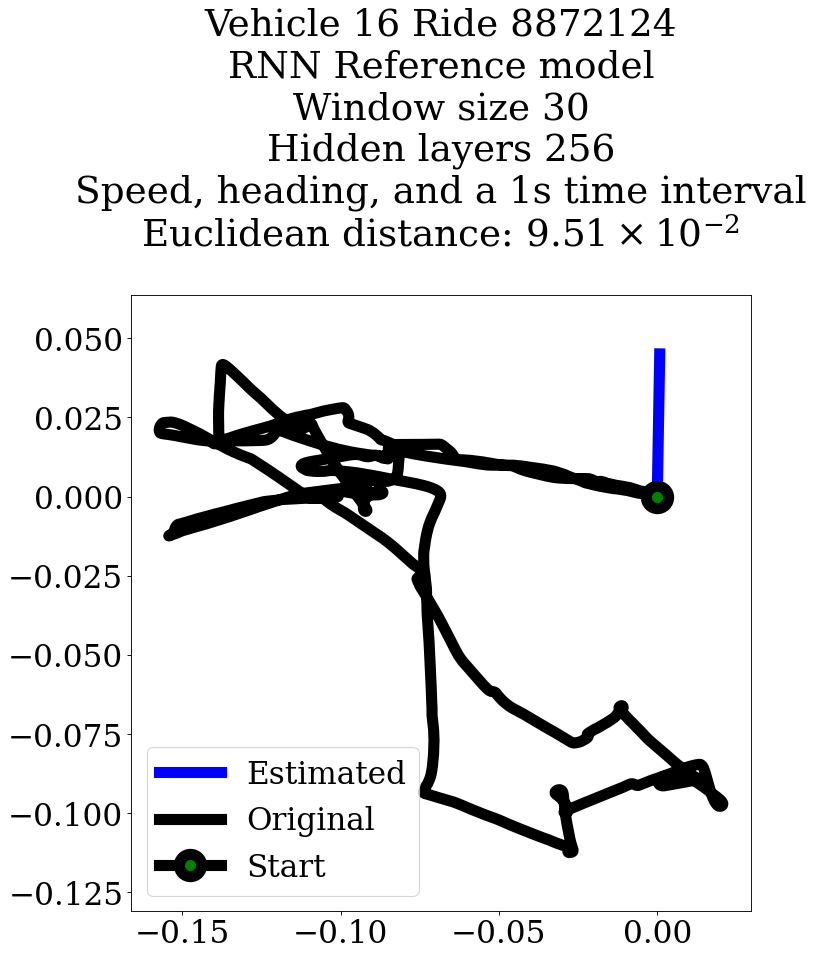 Vehicle 16 Ride 8872124
RNN Reference model
Window size 30
Hidden layers 256
Speed, heading, and a 1s time interval
Euclidean distance: 9.51 × 10⁻²
0.050
0.025
0.000
−0.025
−0.050
−0.075
−0.100
−0.125
Estimated
Original
Start
−0.15
−0.10
−0.05
0.00